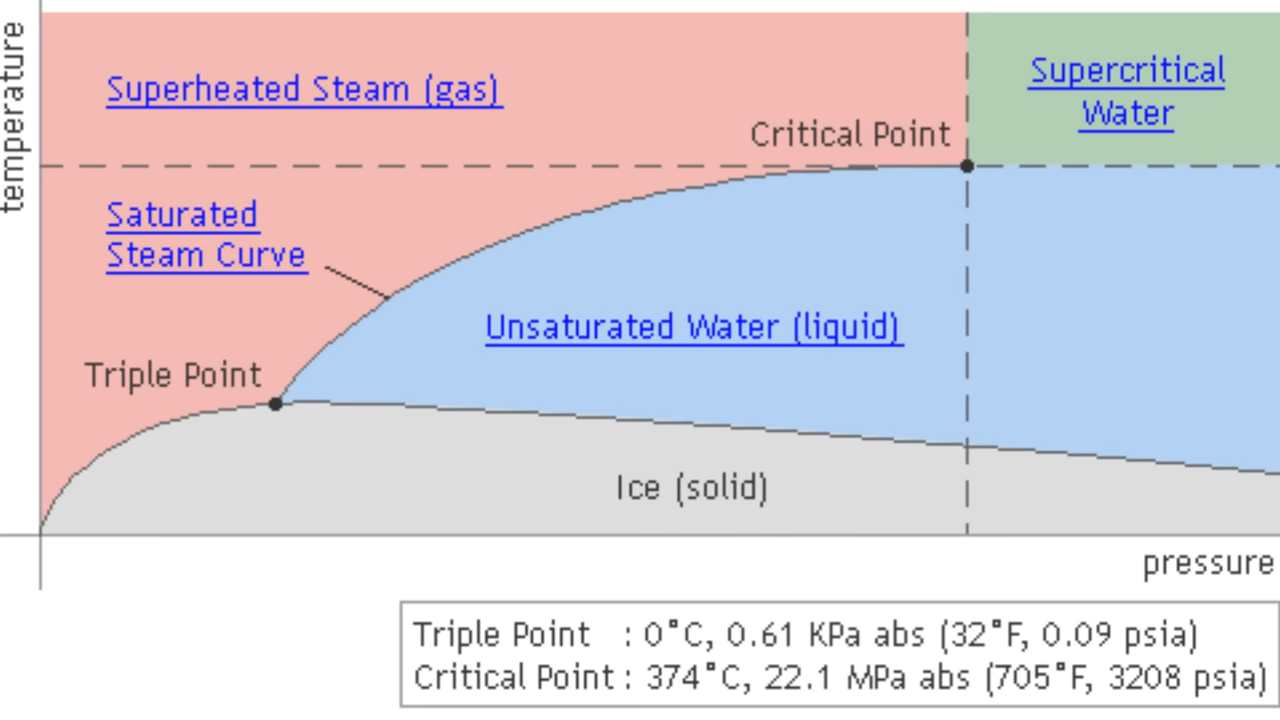 temperature
Superheated Steam (gas)
Supercritical
Water
Critical Point
Saturated
Steam Curve
Unsaturated Water (liquid)
Triple Point
Ice (solid)
pressure
Triple Point : 0°C, 0.61 KPa abs (32°F, 0.09 psia)
Critical Point : 374°C, 22.1 MPa abs (705°F, 3208 psia)